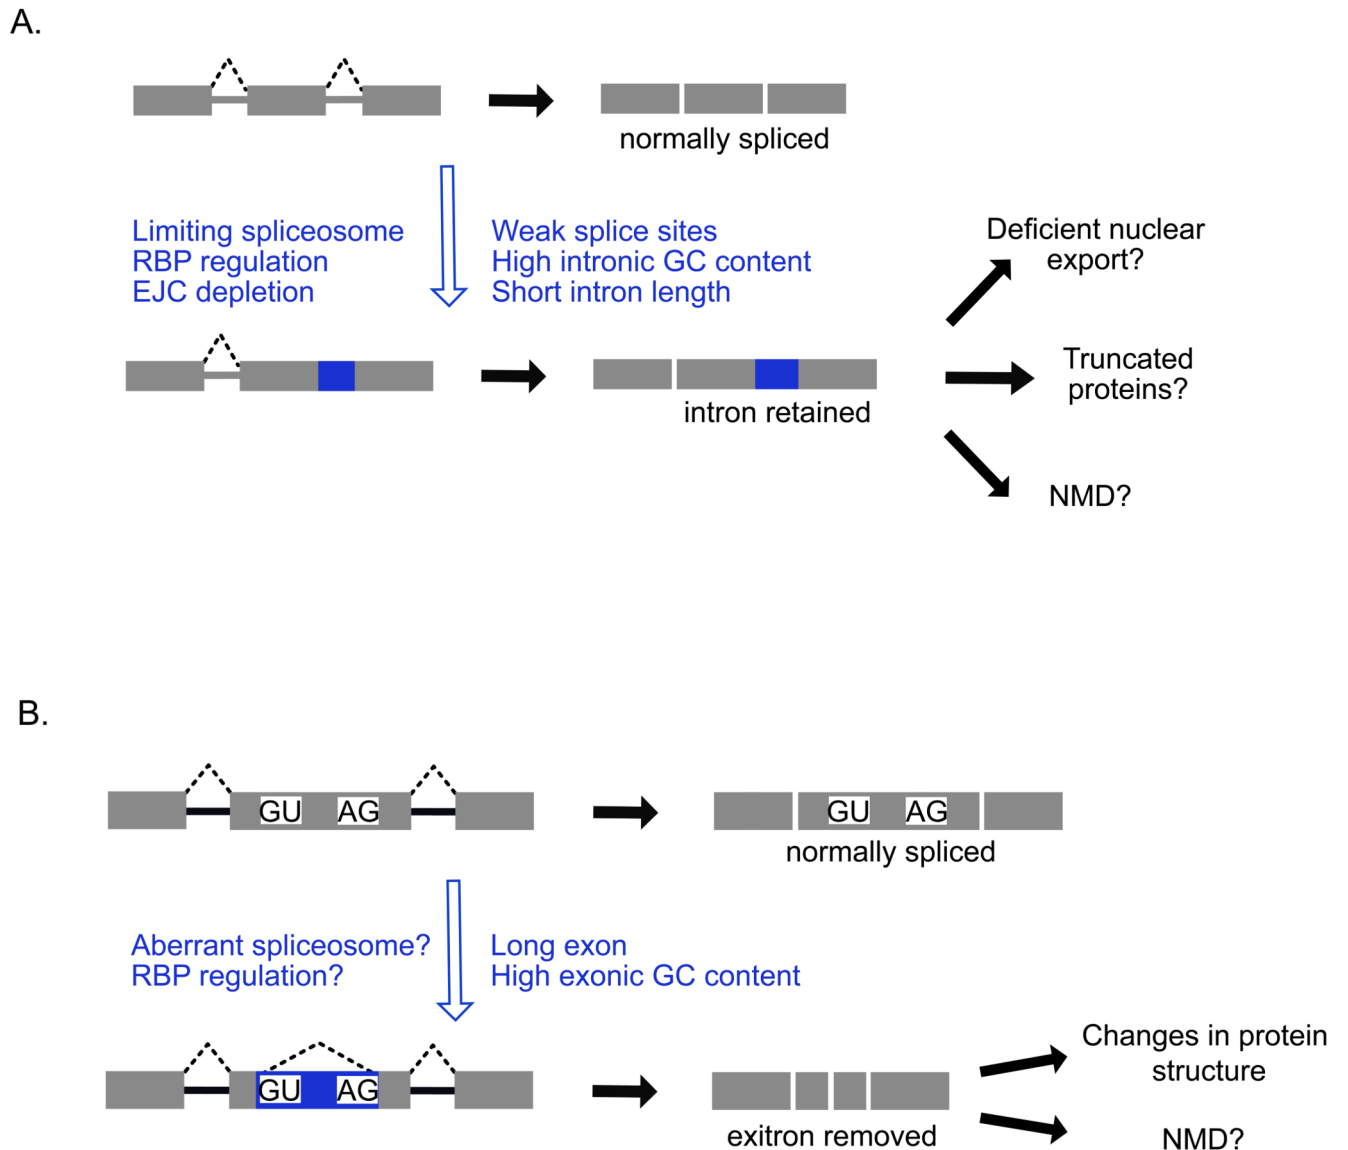 A.
normally spliced
Limiting spliceosome
RBP regulation
EJC depletion
Weak splice sites
High intronic GC content
Short intron length
Deficient nuclear
export?
Truncated
proteins?
intron retained
NMD?
B.
GU AG
GU AG
normally spliced
Aberrant spliceosome?
RBP regulation?
Long exon
High exonic GC content
GU AG
exitron removed
Changes in protein
structure
NMD?